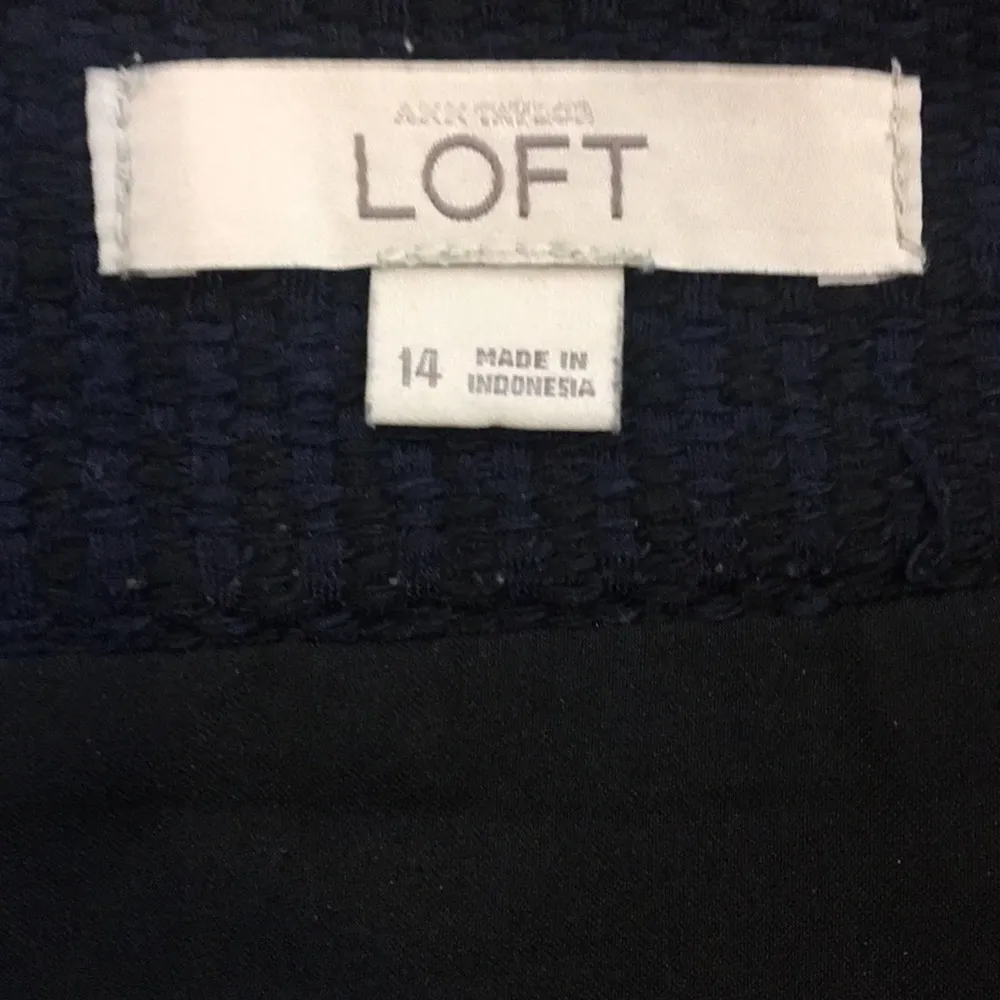 ANN TAYLOR
LOFT
14 MADE IN
INDONESIA